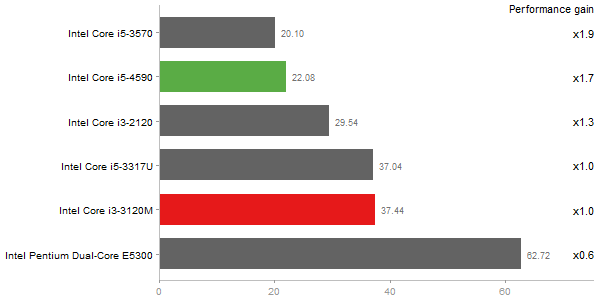 Performance gain
Intel Core i5-3570 20.10 x1.9
Intel Core i5-4590 22.08 x1.7
Intel Core i3-2120 29.54 x1.3
Intel Core i5-3317U 37.04 x1.0
Intel Core i3-3120M 37.44 x1.0
Intel Pentium Dual-Core E5300 62.72 x0.6
0 20 40 60